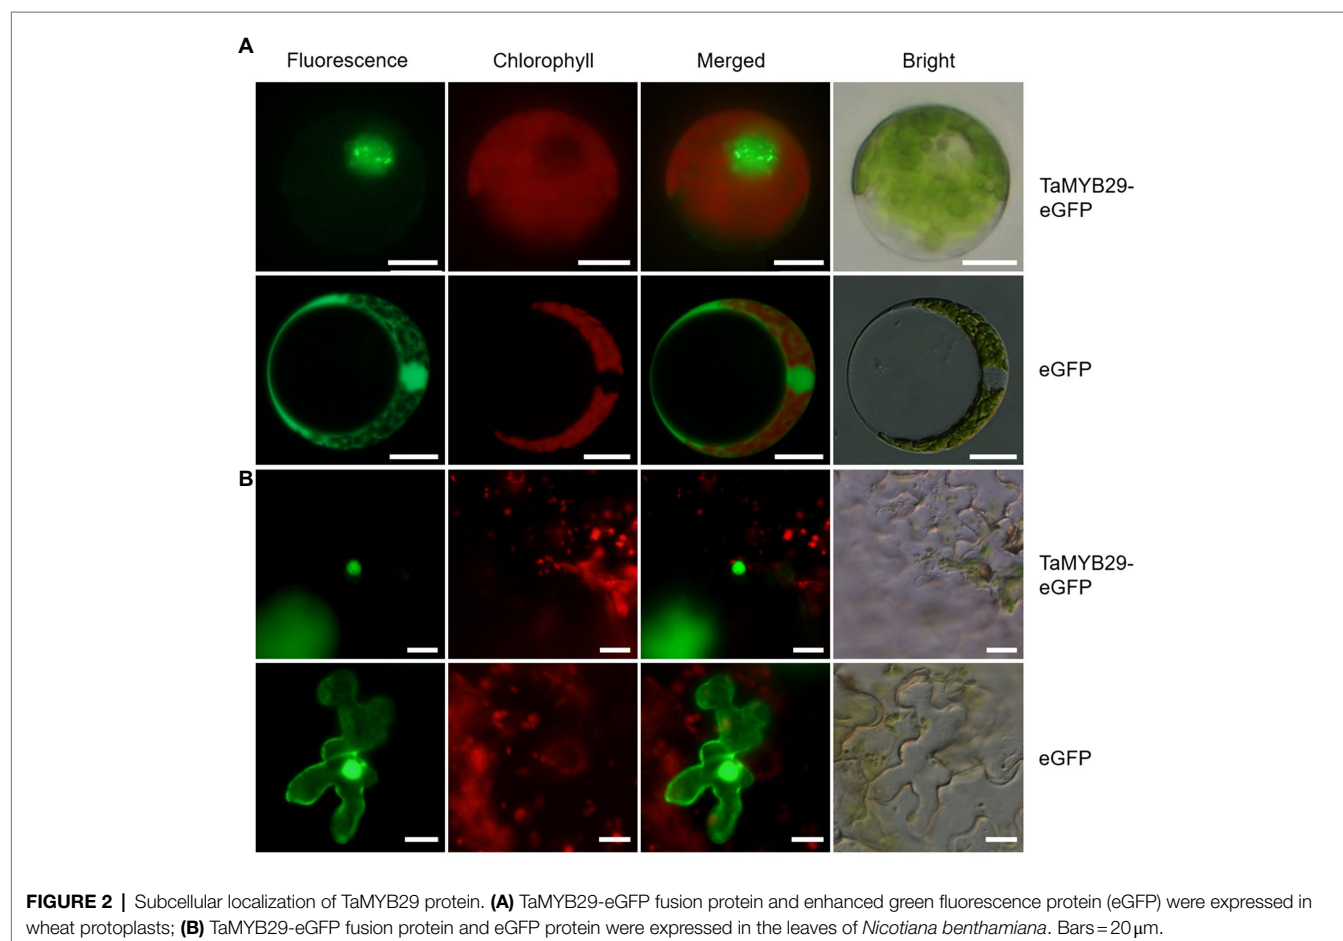 A
Fluorescence Chlorophyll Merged Bright
TaMYB29-
eGFP
eGFP
B
TaMYB29-
eGFP
eGFP
FIGURE 2 | Subcellular localization of TaMYB29 protein. (A) TaMYB29-eGFP fusion protein and enhanced green fluorescence protein (eGFP) were expressed in
wheat protoplasts; (B) TaMYB29-eGFP fusion protein and eGFP protein were expressed in the leaves of Nicotiana benthamiana. Bars = 20 μm.